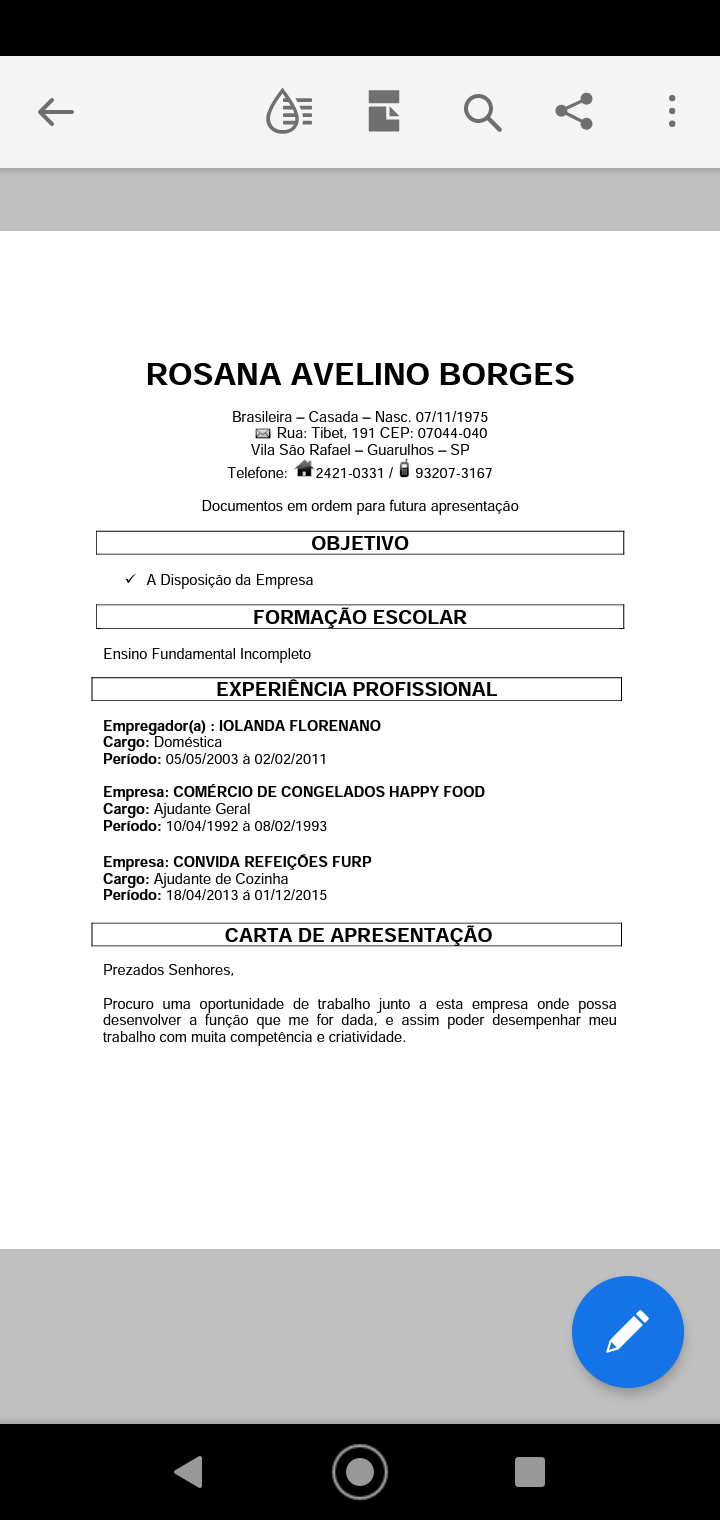 ROSANA AVELINO BORGES
Brasileira – Casada – Nasc. 07/11/1975
Rua: Tibet, 191 CEP: 07044-040
Vila São Rafael – Guarulhos – SP
Telefone: 2421-0331 / 93207-3167
Documentos em ordem para futura apresentação
OBJETIVO
✓ A Disposição da Empresa
FORMAÇÃO ESCOLAR
Ensino Fundamental Incompleto
EXPERIÊNCIA PROFISSIONAL
Empregador(a) : IOLANDA FLORENANO
Cargo: Doméstica
Período: 05/05/2003 à 02/02/2011
Empresa: COMÉRCIO DE CONGELADOS HAPPY FOOD
Cargo: Ajudante Geral
Período: 10/04/1992 à 08/02/1993
Empresa: CONVIDA REFEIÇÕES FURP
Cargo: Ajudante de Cozinha
Período: 18/04/2013 á 01/12/2015
CARTA DE APRESENTAÇÃO
Prezados Senhores,
Procuro uma oportunidade de trabalho junto a esta empresa onde possa
desenvolver a função que me for dada, e assim poder desempenhar meu
trabalho com muita competência e criatividade.